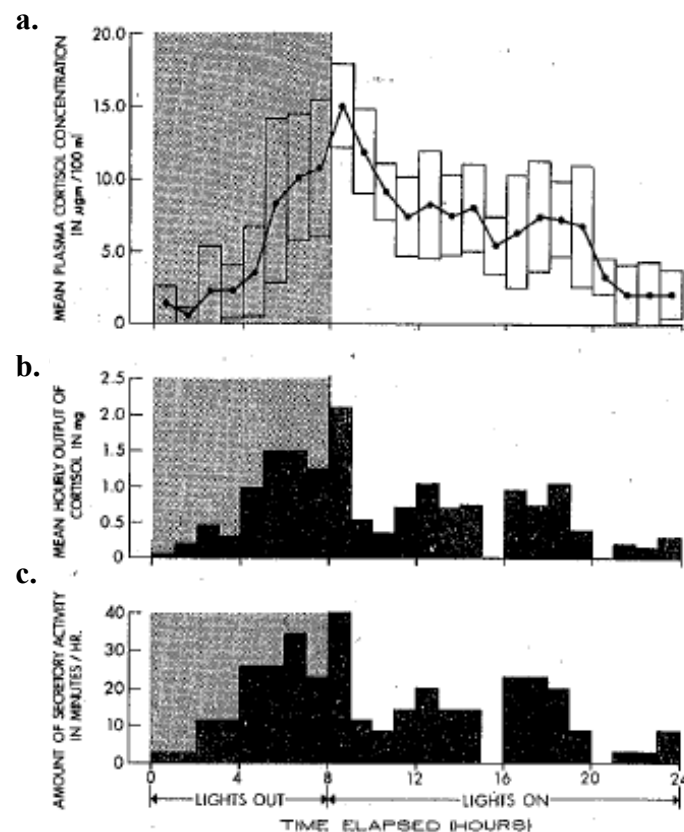 a.
MEAN PLASMA CORTISOL CONCENTRATION
IN µgm/100 ml
20.0
15.0
10.0
5.0
0
b.
MEAN HOURLY OUTPUT OF
CORTISOL IN mg
2.5
2.0
1.5
1.0
0.5
0
c.
AMOUNT OF SECRETORY ACTIVITY
IN MINUTES / HR.
40
30
20
10
0
0 4 8 12 16 20 24
LIGHTS OUT LIGHTS ON
TIME ELAPSED (HOURS)